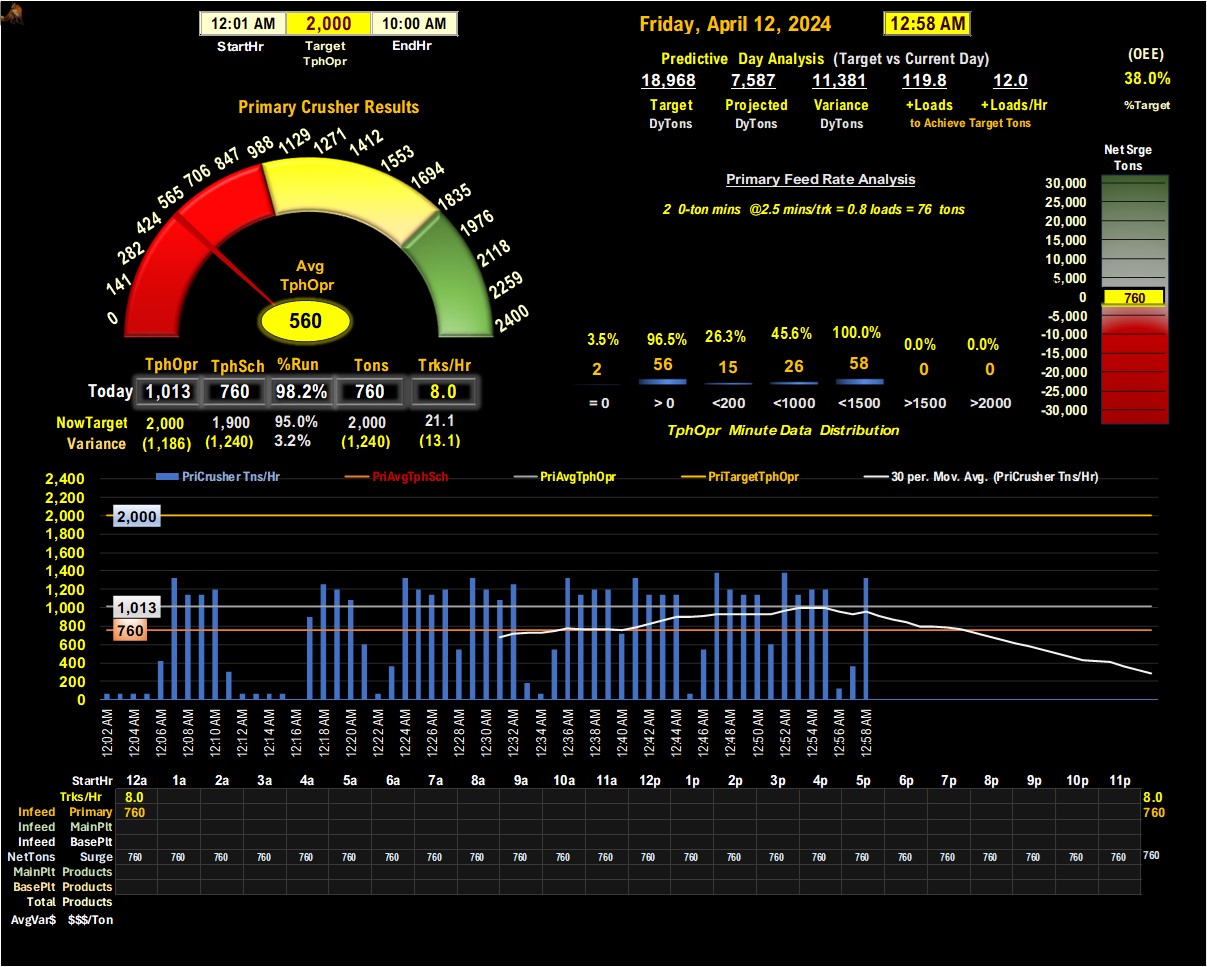 12:01 AM 2,000 10:00 AM
StartHr Target EndHr
TphOpr
Friday, April 12, 2024 12:58 AM
Predictive Day Analysis (Target vs Current Day)
18,968 7,587 11,381 119.8 12.0
Target Projected Variance +Loads +Loads/Hr
DyTons DyTons DyTons to Achieve Target Tons
(OEE)
38.0%
%Target
Primary Crusher Results
0 141 282 424 565 706 847 988 1129 1271 1412 1553 1694 1835 1976 2118 2259 2400
Avg
TphOpr
560
Primary Feed Rate Analysis
2 0-ton mins @2.5 mins/trk = 0.8 loads = 76 tons
Net Srge
Tons
30,000
25,000
20,000
15,000
10,000
5,000
0 760
-5,000
-10,000
-15,000
-20,000
-25,000
-30,000
3.5% 96.5% 26.3% 45.6% 100.0% 0.0% 0.0%
2 56 15 26 58 0 0
= 0 > 0 <200 <1000 <1500 >1500 >2000
TphOpr Minute Data Distribution
TphOpr TphSch %Run Tons Trks/Hr
Today 1,013 760 98.2% 760 8.0
NowTarget 2,000 1,900 95.0% 2,000 21.1
Variance (1,186) (1,240) 3.2% (1,240) (13.1)
PriCrusher Tns/Hr PriAvgTphSch PriAvgTphOpr PriTargetTphOpr 30 per. Mov. Avg. (PriCrusher Tns/Hr)
2,400
2,200
2,000 2,000
1,800
1,600
1,400
1,200
1,000 1,013
800 760
600
400
200
0
12:02 AM 12:04 AM 12:06 AM 12:08 AM 12:10 AM 12:12 AM 12:14 AM 12:16 AM 12:18 AM 12:20 AM 12:22 AM 12:24 AM 12:26 AM 12:28 AM 12:30 AM 12:32 AM 12:34 AM 12:36 AM 12:38 AM 12:40 AM 12:42 AM 12:44 AM 12:46 AM 12:48 AM 12:50 AM 12:52 AM 12:54 AM 12:56 AM 12:58 AM
StartHr 12a 1a 2a 3a 4a 5a 6a 7a 8a 9a 10a 11a 12p 1p 2p 3p 4p 5p 6p 7p 8p 9p 10p 11p
Trks/Hr 8.0 8.0
Infeed Primary 760 760
Infeed MainPlt
Infeed BasePlt
NetTons Surge 760 760 760 760 760 760 760 760 760 760 760 760 760 760 760 760 760 760 760 760 760 760 760 760 760
MainPlt Products
BasePlt Products
Total Products
AvgVar$ $$$/Ton